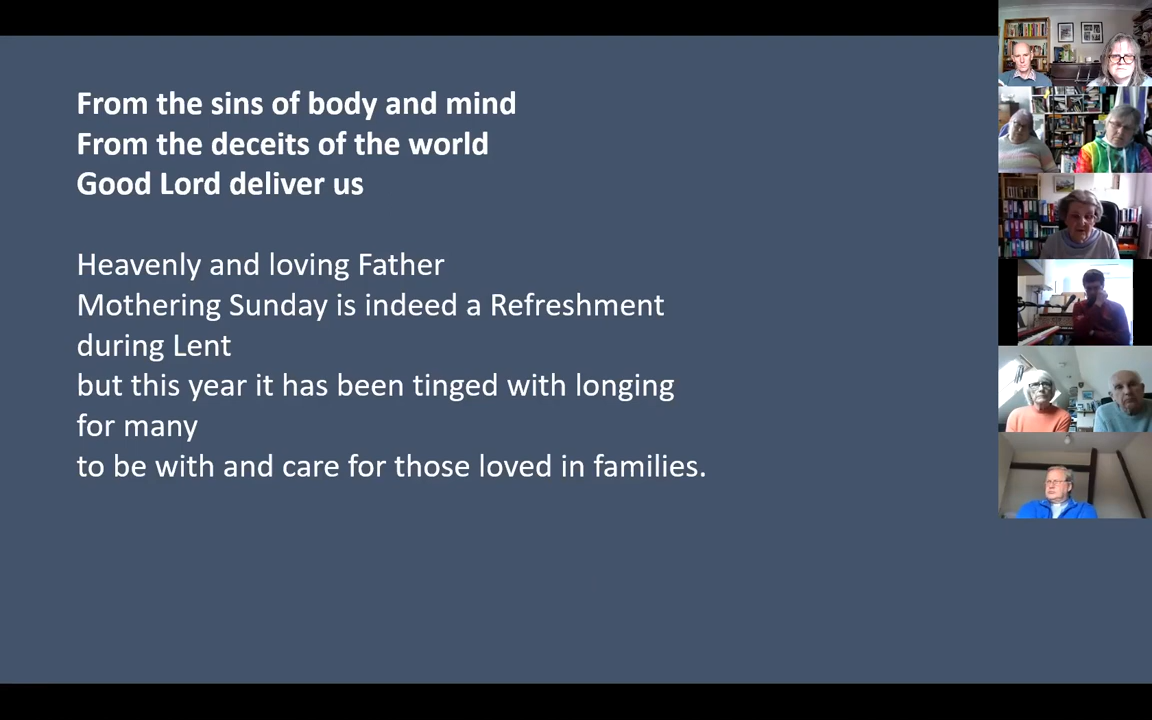 From the sins of body and mind
From the deceits of the world
Good Lord deliver us
Heavenly and loving Father
Mothering Sunday is indeed a Refreshment
during Lent
but this year it has been tinged with longing
for many
to be with and care for those loved in families.